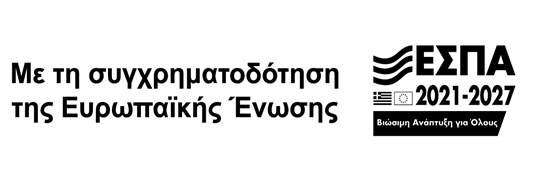 Με τη συγχρηματοδότηση
της Ευρωπαϊκής Ένωσης
ΕΣΠΑ
2021-2027
Βιώσιμη Ανάπτυξη για Όλους